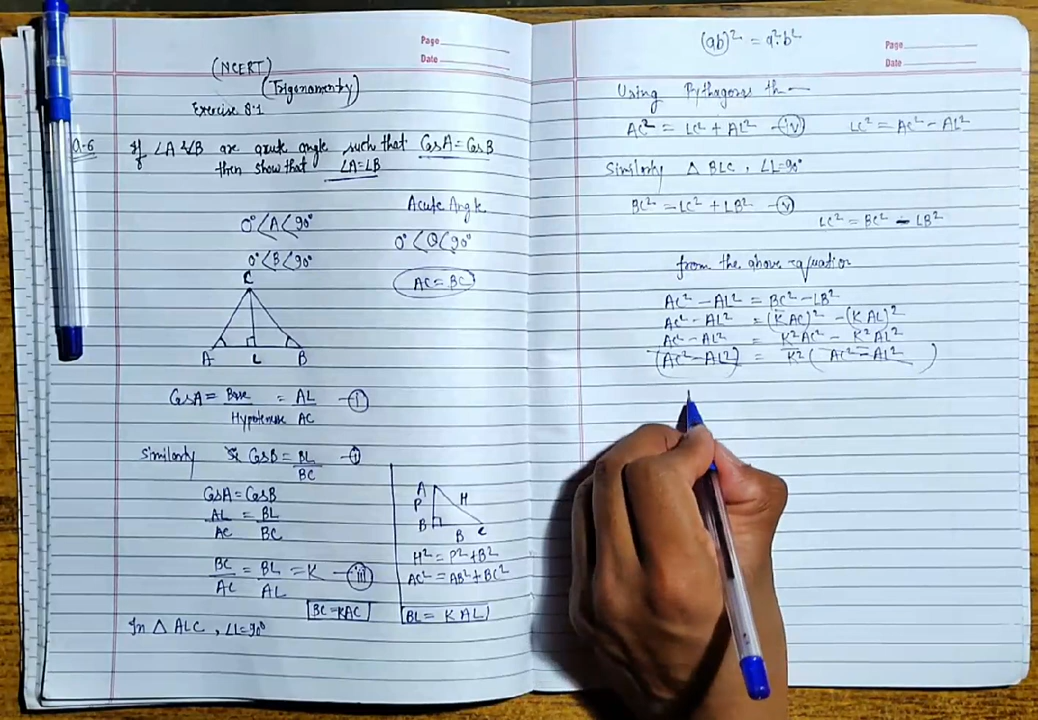 Page
Date
(NCERT)
(Trigonometry)
Exercise 8.1
Q-6 If ∠A & ∠B are acute angle such that CosA = CosB
then show that ∠A = ∠B
Acute Angle
0° < A < 90°
0° < θ < 90°
0° < B < 90°
AC = BC
C
A L B
CosA = Base/Hypotenuse = AL/AC —(i)
Similarly CosB = BL/BC —(ii)
CosA = CosB
AL/AC = BL/BC
BC/AC = BL/AL = K —(iii)
BC = KAC
In △ ALC, ∠L = 90°
A
P H
B
B C
H² = P² + B²
AC² = AB² + BC²
BL = KAL
(ab)² = a².b²
Page
Date
Using Pythagoras th —
AC² = LC² + AL² —(iv) LC² = AC² − AL²
Similarly △ BLC, ∠L = 90°
BC² = LC² + LB² —(v)
LC² = BC² − LB²
from the above equation
AC² − AL² = BC² − LB²
AC² − AL² = (KAC)² − (KAL)²
AC² − AL² = K²AC² − K²AL²
(AC² − AL²) = K²(AC² − AL²)